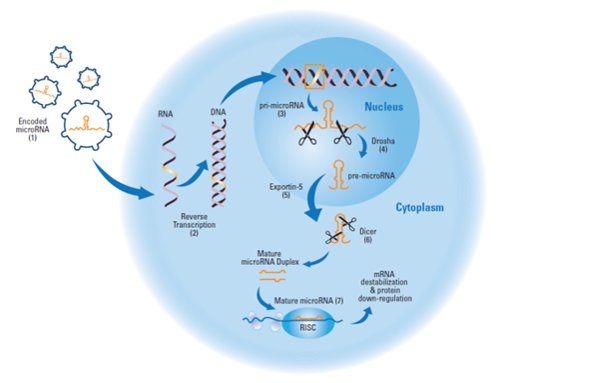 Encoded
microRNA
(1)
RNA
DNA
Reverse
Transcription
(2)
pri-microRNA
(3)
Nucleus
Drosha
(4)
pre-microRNA
Exportin-5
(5)
Cytoplasm
Dicer
(6)
Mature
microRNA Duplex
Mature microRNA (7)
RISC
mRNA
destabilization
& protein
down-regulation